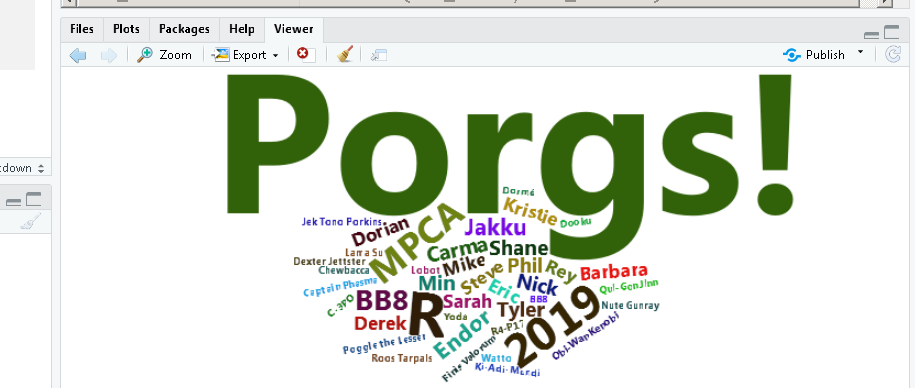 Files Plots Packages Help Viewer
Zoom Export Publish
down
Porgs!
Dormé
Kristie
Dooku
Jek Tono Porkins
Dorian
MPCA
Jakku
Lama Su
Carma
Shane
Dexter Jettster
Chewbacca
Lobot
Mike
Steve
Phil
Rey
Barbara
Captain Phasma
Min
Eric
Nick
Qui-Gon Jinn
C-3PO
BB8
R
Sarah
BB8
2019
Nute Gunray
Derek
Yoda
Tyler
R4-P17
Endor
Obi-Wan Kenobi
Poggle the Lesser
Roos Tarpals
Finis Valorum
Watto
Ki-Adi-Mundi